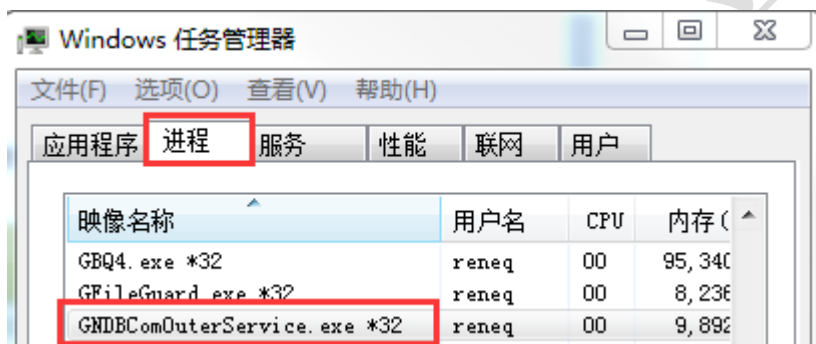 Windows 任务管理器
文件(F) 选项(O) 查看(V) 帮助(H)
应用程序 进程 服务 性能 联网 用户
映像名称 用户名 CPU 内存(
GBQ4.exe *32 reneq 00 95,340
GFileGuard.exe *32 reneq 00 8,236
GNDBComOuterService.exe *32 reneq 00 9,892